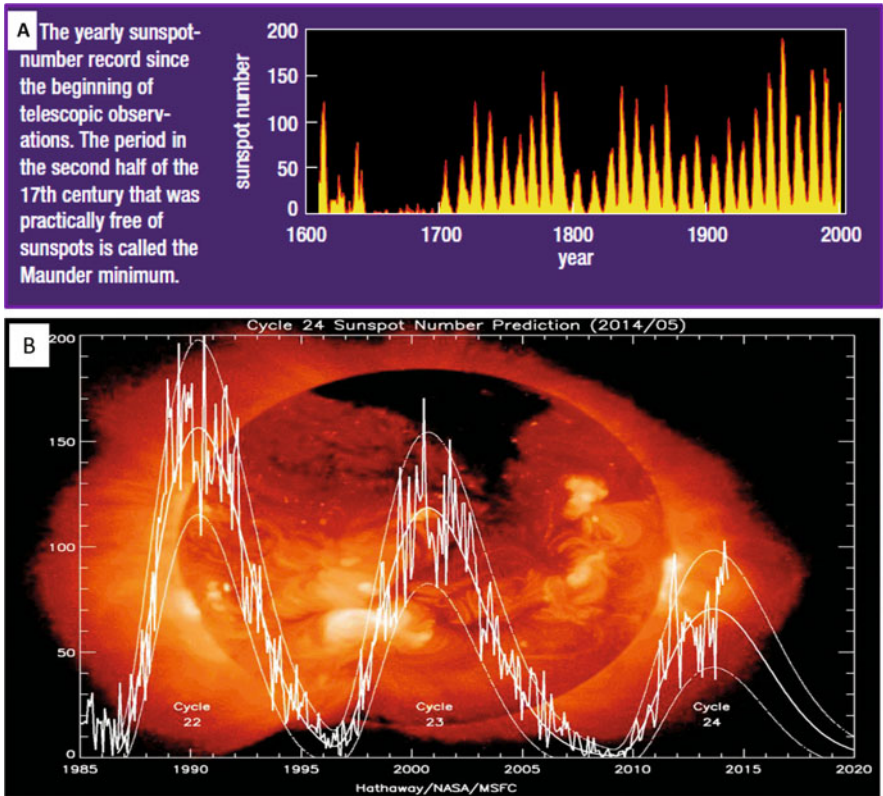 A The yearly sunspot-
number record since
the beginning of
telescopic observ-
ations. The period in
the second half of the
17th century that was
practically free of
sunspots is called the
Maunder minimum.
sunspot number
200
150
100
50
0
1600 1700 1800 1900 2000
year
B
Cycle 24 Sunspot Number Prediction (2014/05)
200
150
100
50
0
Cycle
22
Cycle
23
Cycle
24
1985 1990 1995 2000 2005 2010 2015 2020
Hathaway/NASA/MSFC